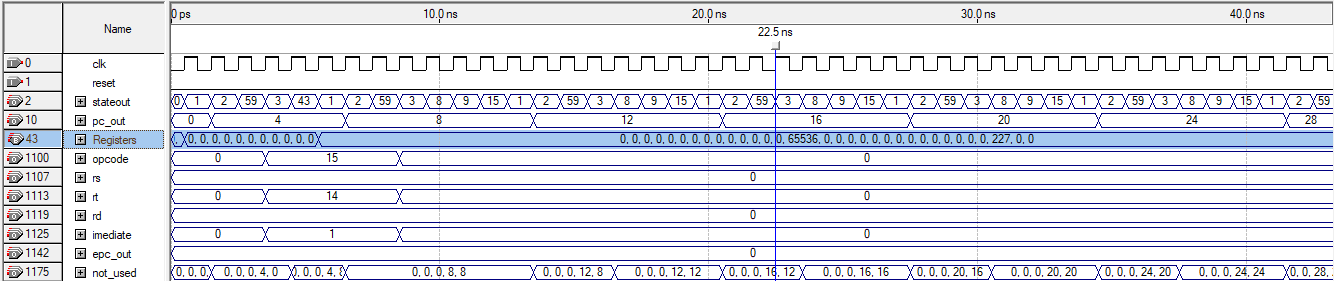 Name
0 ps 10.0 ns 20.0 ns 30.0 ns 40.0 ns
22.5 ns
0 clk
1 reset
2 stateout 0 1 2 59 3 43 1 2 59 3 8 9 15 1 2 59 3 8 9 15 1 2 59 3 8 9 15 1 2 59 3 8 9 15 1 2 59 3 8 9 15 1 2 59
10 pc_out 0 4 8 12 16 20 24 28
43 Registers 0, 0, 0, 0, 0, 0, 0, 0, 0, 0, 0, 0 0, 0, 0, 0, 0, 0, 0, 0, 0, 0, 0, 0, 0, 0, 65536, 0, 0, 0, 0, 0, 0, 0, 0, 0, 0, 0, 0, 0, 0, 227, 0, 0
1100 opcode 0 15 0
1107 rs 0
1113 rt 0 14 0
1119 rd 0
1125 imediate 0 1 0
1142 epc_out 0
1175 not_used 0, 0, 0, 0, 0, 0, 4, 0 0, 0, 0, 4, 0, 0, 0, 8, 8 0, 0, 0, 12, 8 0, 0, 0, 12, 12 0, 0, 0, 16, 12 0, 0, 0, 16, 16 0, 0, 0, 20, 16 0, 0, 0, 20, 20 0, 0, 0, 24, 20 0, 0, 0, 24, 24 0, 0, 28,